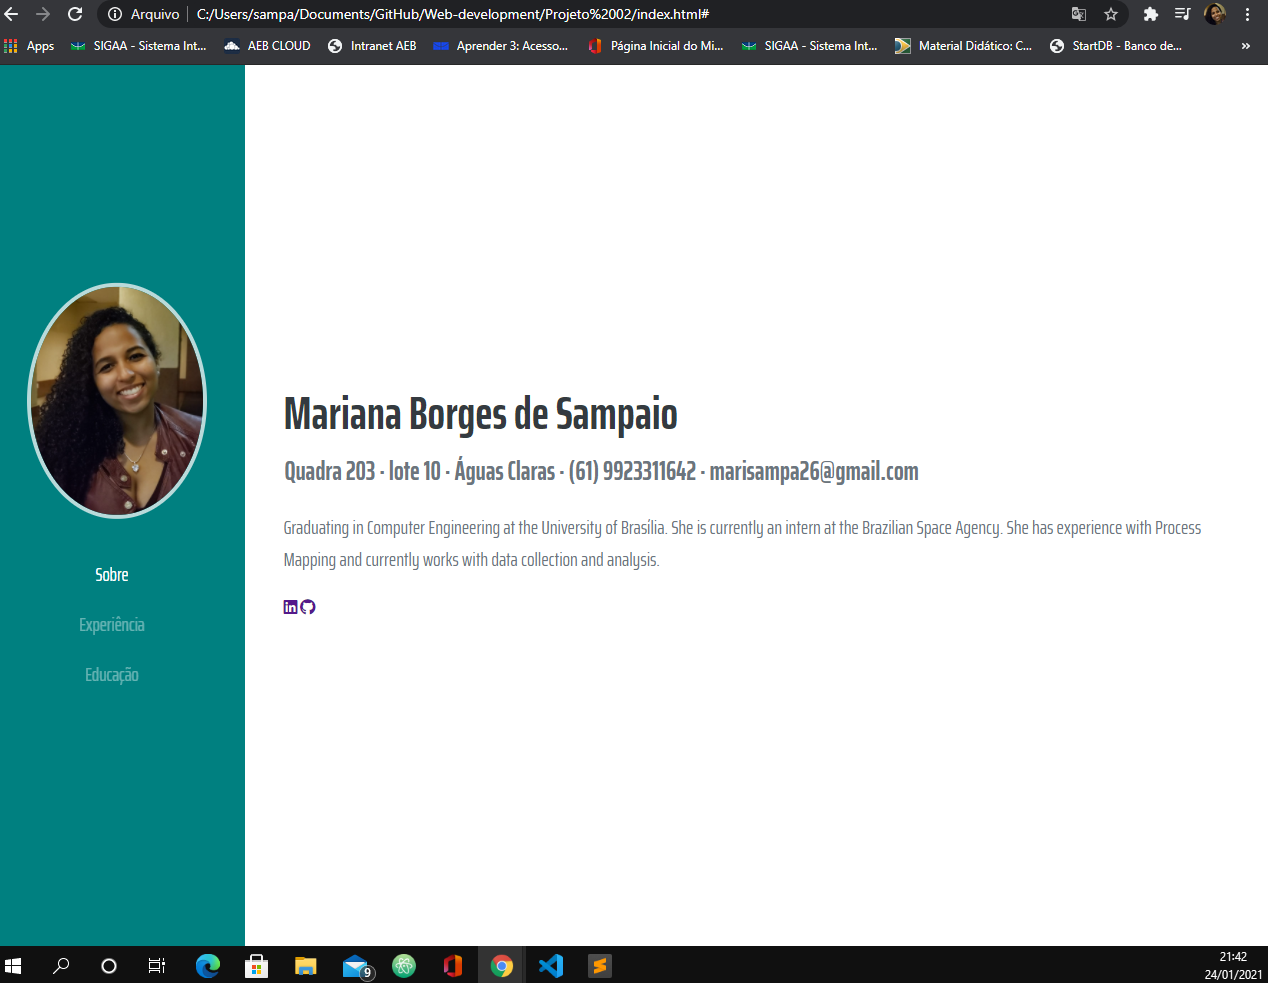 Arquivo C:/Users/sampa/Documents/GitHub/Web-development/Projeto%2002/index.html#
Apps SIGAA - Sistema Int... AEB CLOUD Intranet AEB Aprender 3: Acesso... Página Inicial do Mi... SIGAA - Sistema Int... Material Didático: C... StartDB - Banco de... »
Mariana Borges de Sampaio
Quadra 203 · lote 10 · Águas Claras · (61) 9923311642 · marisampa26@gmail.com
Graduating in Computer Engineering at the University of Brasília. She is currently an intern at the Brazilian Space Agency. She has experience with Process
Mapping and currently works with data collection and analysis.
in
Sobre
Experiência
Educação
9
21:42
24/01/2021